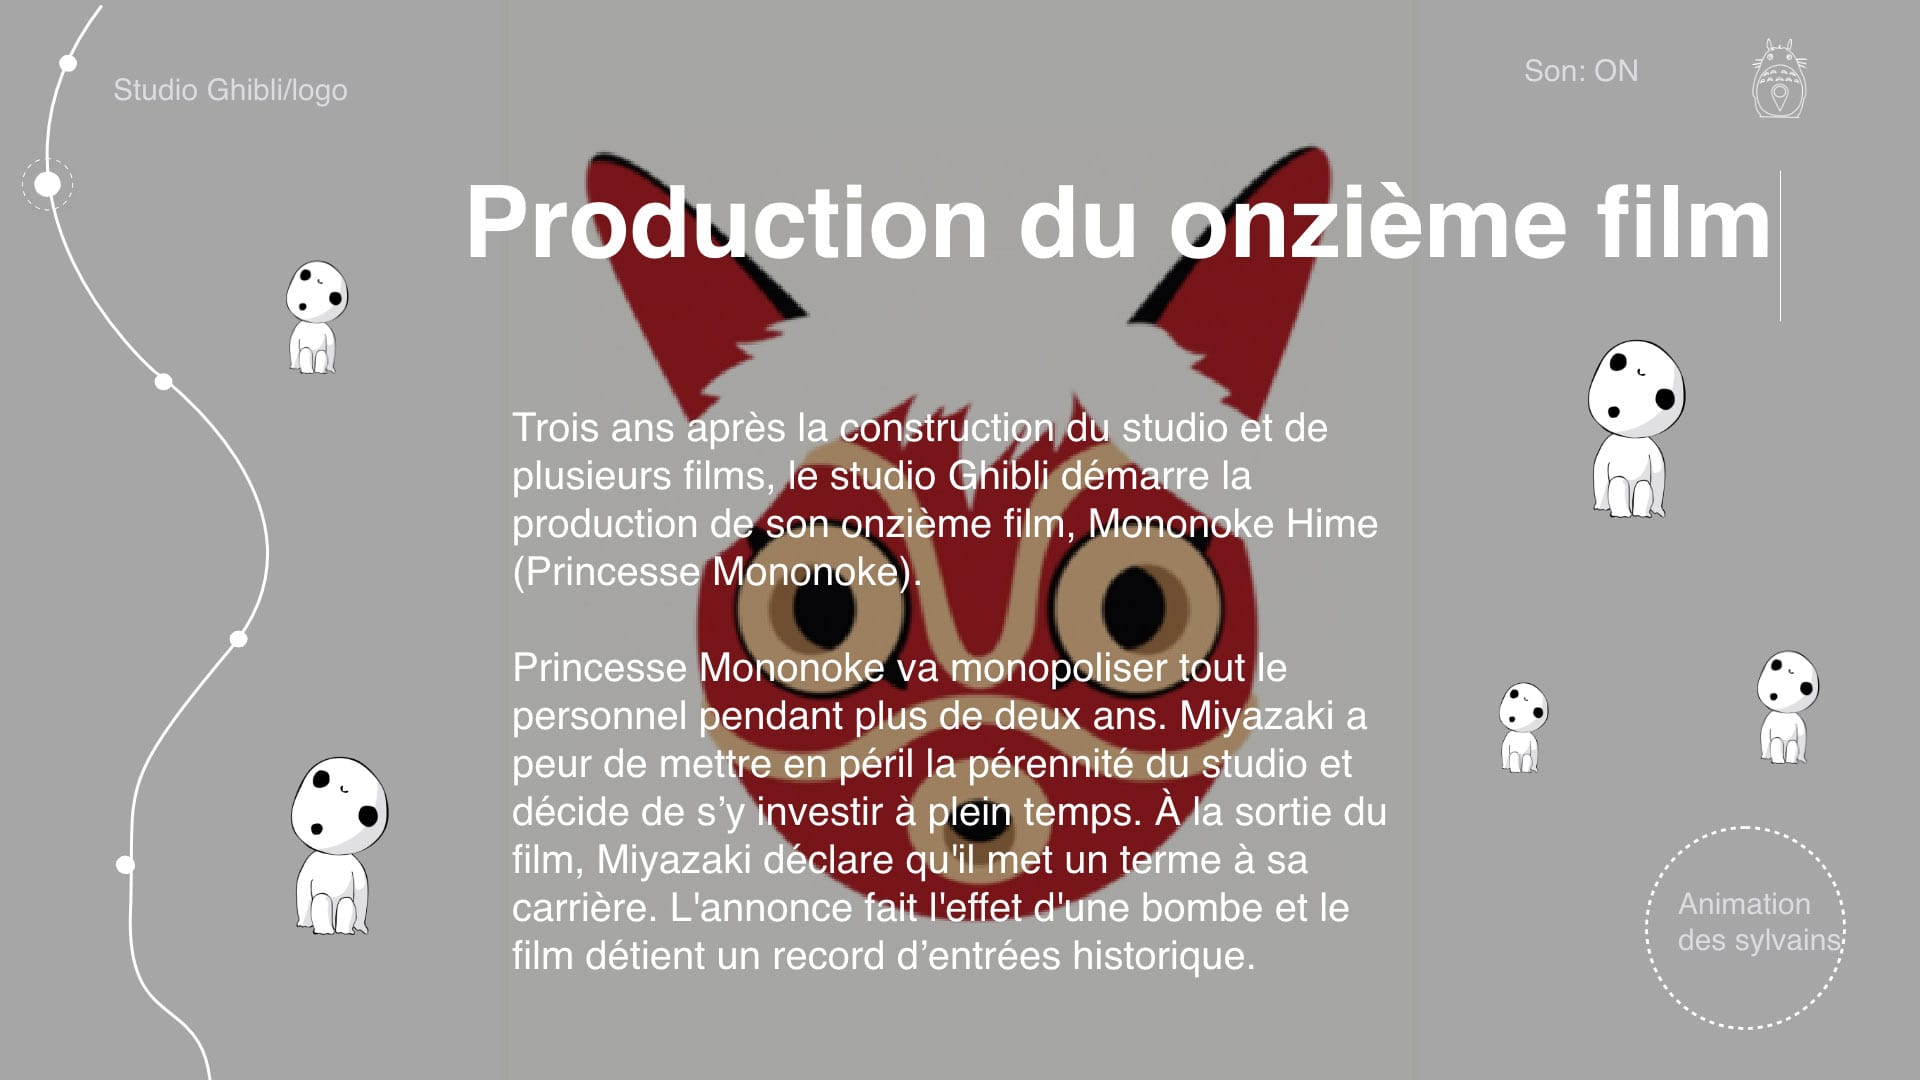 Studio Ghibli/logo
Son: ON
Production du onzième film
Trois ans après la construction du studio et de
plusieurs films, le studio Ghibli démarre la
production de son onzième film, Mononoke Hime
(Princesse Mononoke).
Princesse Mononoke va monopoliser tout le
personnel pendant plus de deux ans. Miyazaki a
peur de mettre en péril la pérennité du studio et
décide de s’y investir à plein temps. À la sortie du
film, Miyazaki déclare qu'il met un terme à sa
carrière. L'annonce fait l'effet d'une bombe et le
film détient un record d’entrées historique.
Animation
des sylvains